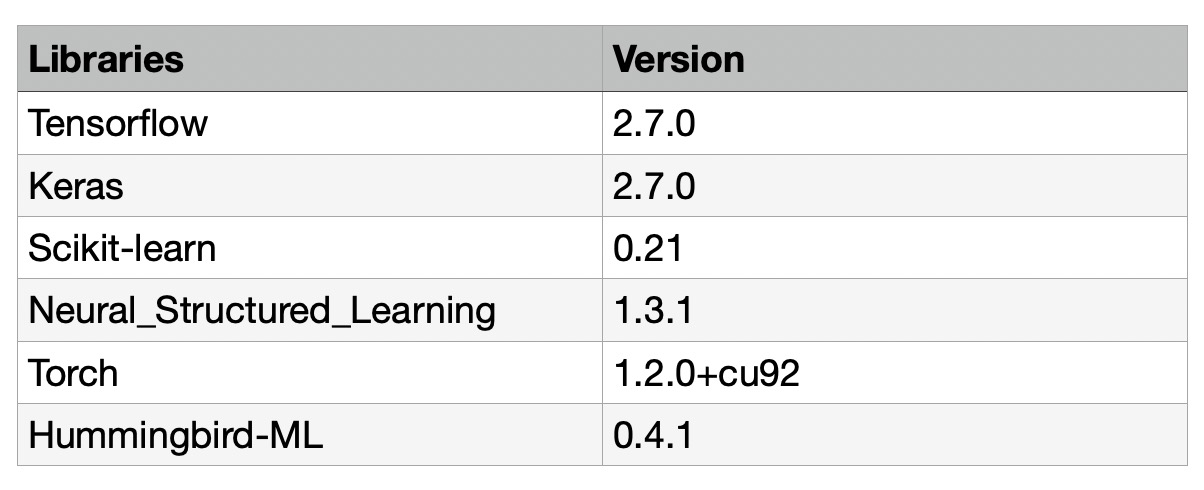 Libraries Version
Tensorflow 2.7.0
Keras 2.7.0
Scikit-learn 0.21
Neural_Structured_Learning 1.3.1
Torch 1.2.0+cu92
Hummingbird-ML 0.4.1